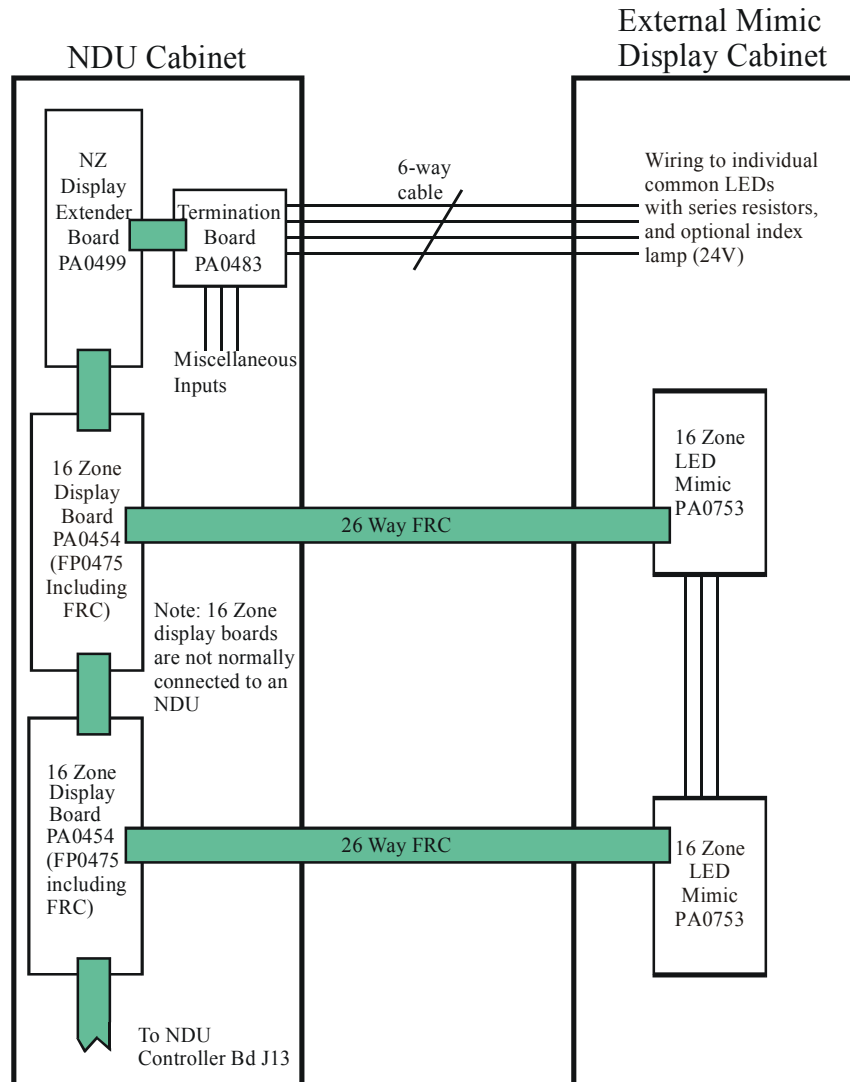 NDU Cabinet
External Mimic
Display Cabinet
NZ
Display
Extender
Board
PA0499
Termination
Board
PA0483
6-way
cable
Wiring to individual
common LEDs
with series resistors,
and optional index
lamp (24V)
Miscellaneous
Inputs
16 Zone
Display
Board
PA0454
(FP0475
Including
FRC)
26 Way FRC
16 Zone
LED
Mimic
PA0753
Note: 16 Zone
display boards
are not normally
connected to an
NDU
16 Zone
Display
Board
PA0454
(FP0475
including
FRC)
26 Way FRC
16 Zone
LED
Mimic
PA0753
To NDU
Controller Bd J13